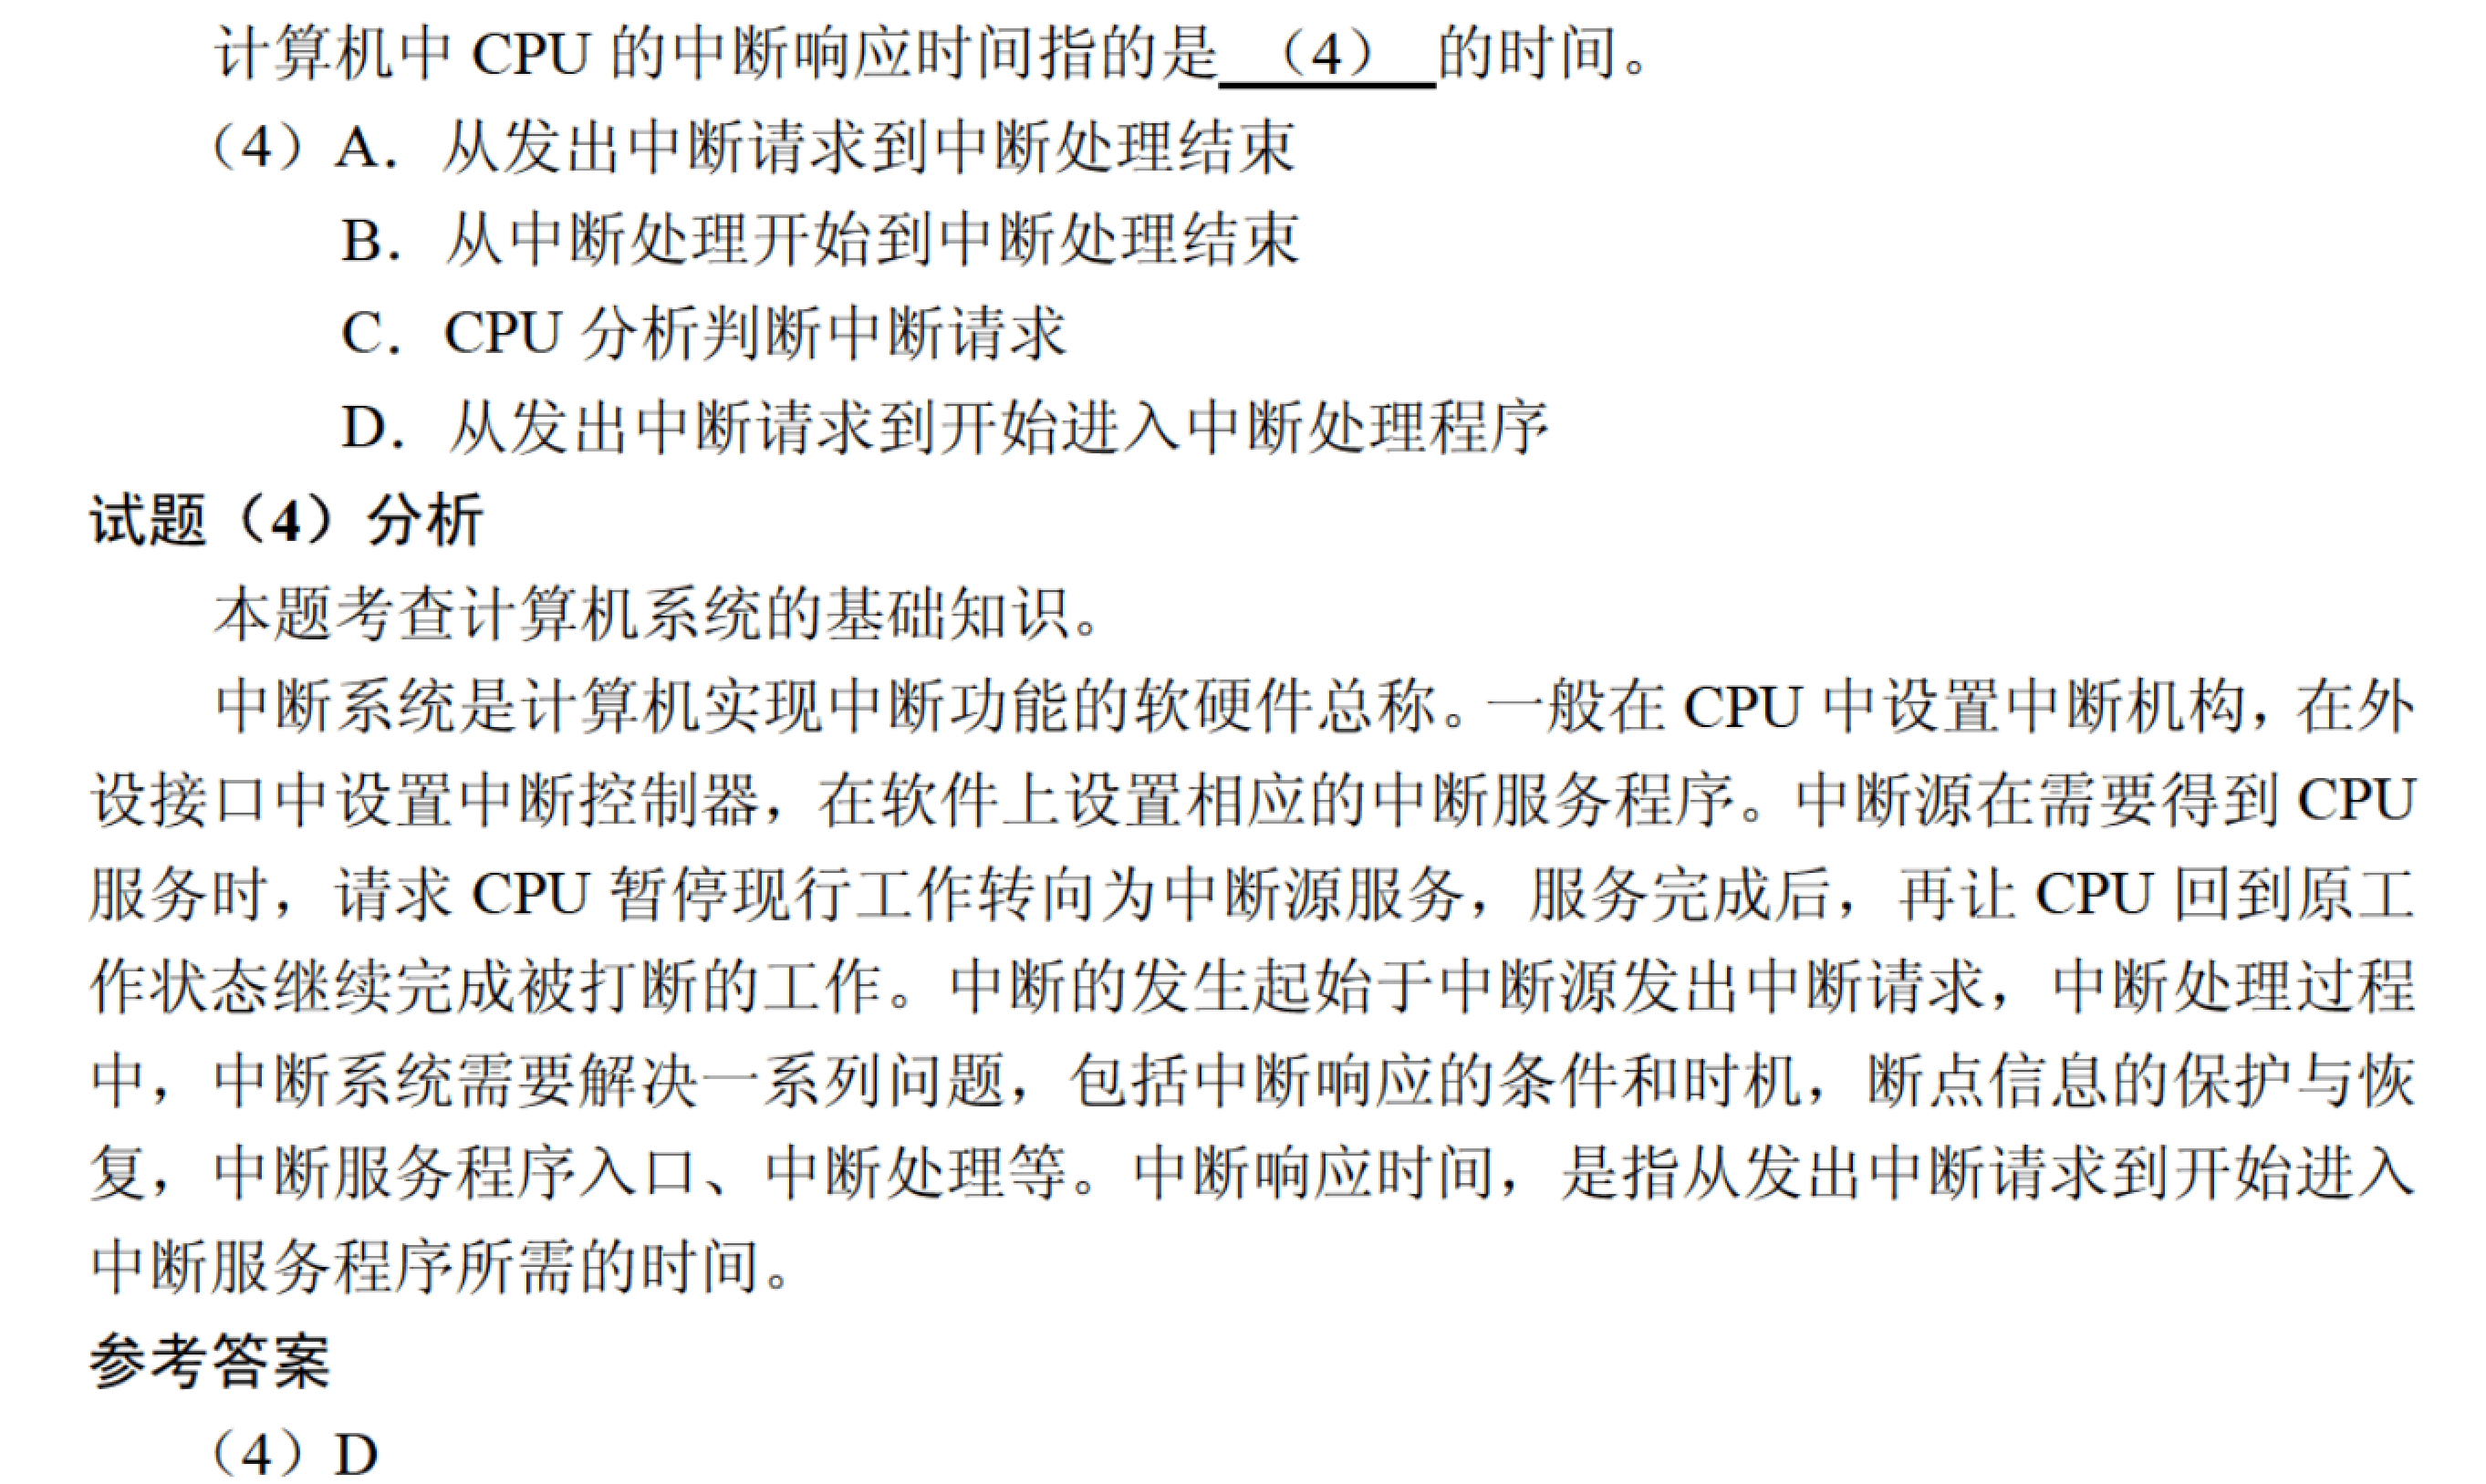 计算机中 CPU 的中断响应时间指的是 （4） 的时间。
（4）A．从发出中断请求到中断处理结束
B．从中断处理开始到中断处理结束
C．CPU 分析判断中断请求
D．从发出中断请求到开始进入中断处理程序
试题（4）分析
本题考查计算机系统的基础知识。
中断系统是计算机实现中断功能的软硬件总称。一般在 CPU 中设置中断机构，在外
设接口中设置中断控制器，在软件上设置相应的中断服务程序。中断源在需要得到 CPU
服务时，请求 CPU 暂停现行工作转向为中断源服务，服务完成后，再让 CPU 回到原工
作状态继续完成被打断的工作。中断的发生起始于中断源发出中断请求，中断处理过程
中，中断系统需要解决一系列问题，包括中断响应的条件和时机，断点信息的保护与恢
复，中断服务程序入口、中断处理等。中断响应时间，是指从发出中断请求到开始进入
中断服务程序所需的时间。
参考答案
（4）D